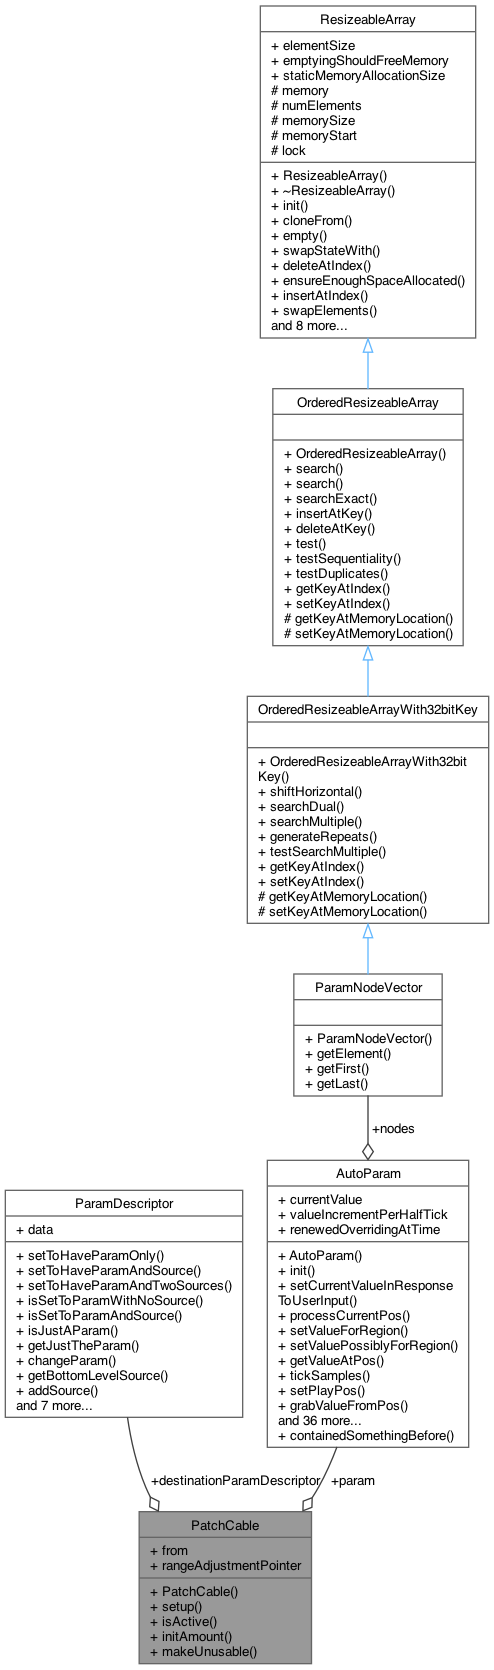 ResizeableArray
+ elementSize
+ emptyingShouldFreeMemory
+ staticMemoryAllocationSize
# memory
# numElements
# memorySize
# memoryStart
# lock
+ ResizeableArray()
+ ~ResizeableArray()
+ init()
+ cloneFrom()
+ empty()
+ swapStateWith()
+ deleteAtIndex()
+ ensureEnoughSpaceAllocated()
+ insertAtIndex()
+ swapElements()
and 8 more...
OrderedResizeableArray
+ OrderedResizeableArray()
+ search()
+ search()
+ searchExact()
+ insertAtKey()
+ deleteAtKey()
+ test()
+ testSequentiality()
+ testDuplicates()
+ getKeyAtIndex()
+ setKeyAtIndex()
# getKeyAtMemoryLocation()
# setKeyAtMemoryLocation()
OrderedResizeableArrayWith32bitKey
+ OrderedResizeableArrayWith32bit
Key()
+ shiftHorizontal()
+ searchDual()
+ searchMultiple()
+ generateRepeats()
+ testSearchMultiple()
+ getKeyAtIndex()
+ setKeyAtIndex()
# getKeyAtMemoryLocation()
# setKeyAtMemoryLocation()
ParamNodeVector
+ ParamNodeVector()
+ getElement()
+ getFirst()
+ getLast()
+nodes
AutoParam
+ currentValue
+ valueIncrementPerHalfTick
+ renewedOverridingAtTime
+ AutoParam()
+ init()
+ setCurrentValueInResponse
ToUserInput()
+ processCurrentPos()
+ setValueForRegion()
+ setValuePossiblyForRegion()
+ getValueAtPos()
+ tickSamples()
+ setPlayPos()
+ grabValueFromPos()
and 36 more...
+ containedSomethingBefore()
ParamDescriptor
+ data
+ setToHaveParamOnly()
+ setToHaveParamAndSource()
+ setToHaveParamAndTwoSources()
+ isSetToParamWithNoSource()
+ isSetToParamAndSource()
+ isJustAParam()
+ getJustTheParam()
+ changeParam()
+ getBottomLevelSource()
+ addSource()
and 7 more...
+destinationParamDescriptor
+param
PatchCable
+ from
+ rangeAdjustmentPointer
+ PatchCable()
+ setup()
+ isActive()
+ initAmount()
+ makeUnusable()